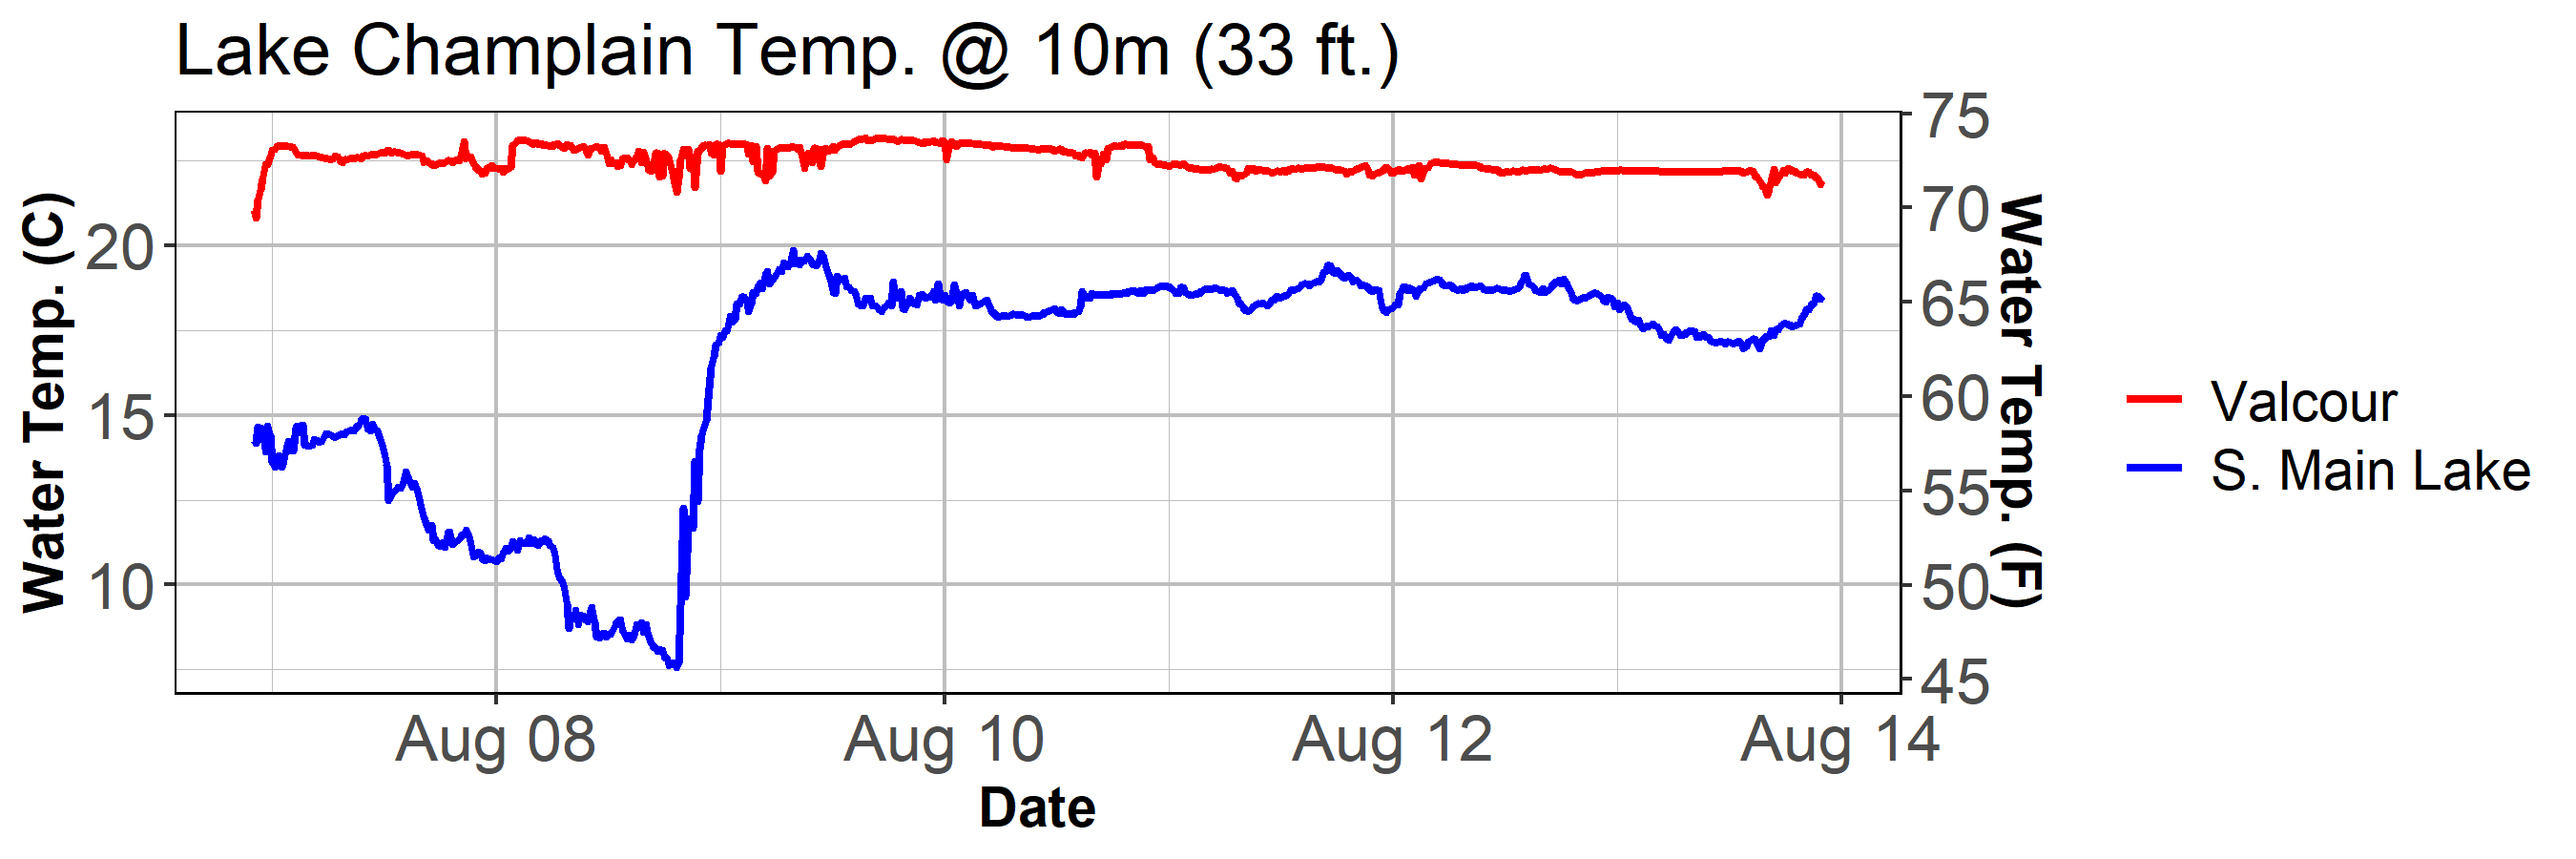 Lake Champlain Temp. @ 10m (33 ft.)
Water Temp. (C)
20
15
10
75
70
65
60
55
50
45
Water Temp. (F)
Aug 08
Aug 10
Aug 12
Aug 14
Date
Valcour
S. Main Lake